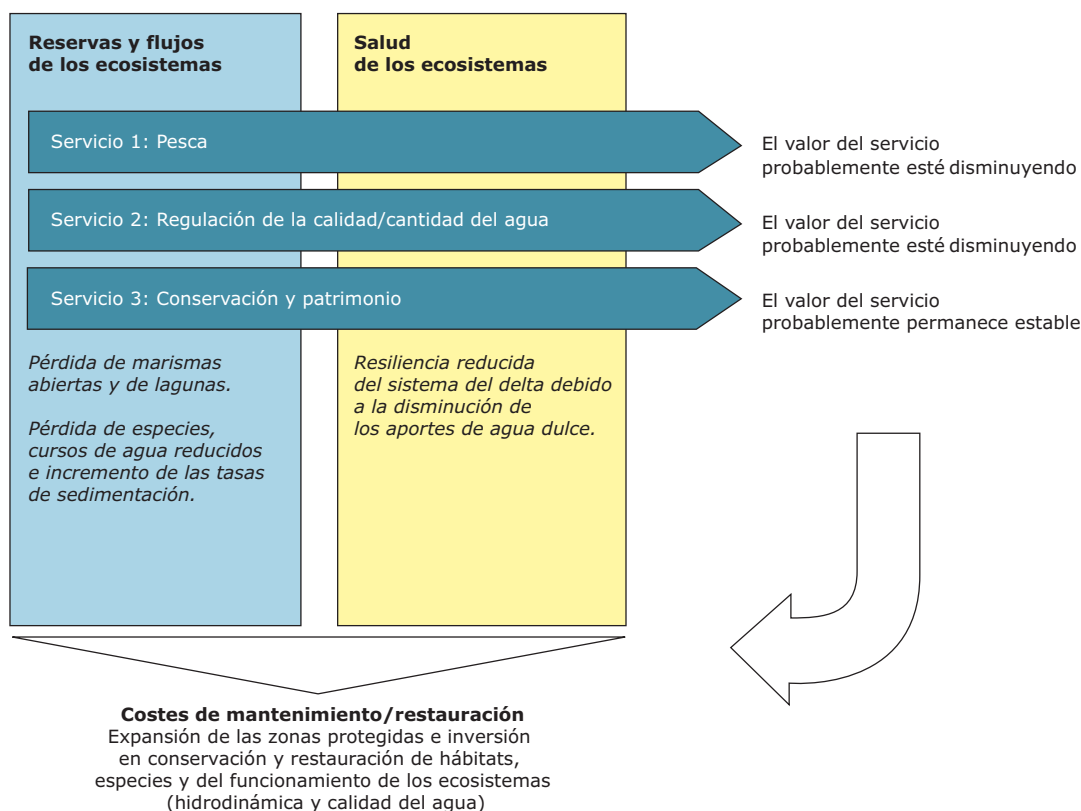 Reservas y flujos
de los ecosistemas
Salud
de los ecosistemas
Servicio 1: Pesca
El valor del servicio
probablemente esté disminuyendo
Servicio 2: Regulación de la calidad/cantidad del agua
El valor del servicio
probablemente esté disminuyendo
Servicio 3: Conservación y patrimonio
El valor del servicio
probablemente permanece estable
Pérdida de marismas
abiertas y de lagunas.
Pérdida de especies,
cursos de agua reducidos
e incremento de las tasas
de sedimentación.
Resiliencia reducida
del sistema del delta debido
a la disminución de
los aportes de agua dulce.
Costes de mantenimiento/restauración
Expansión de las zonas protegidas e inversión
en conservación y restauración de hábitats,
especies y del funcionamiento de los ecosistemas
(hidrodinámica y calidad del agua)